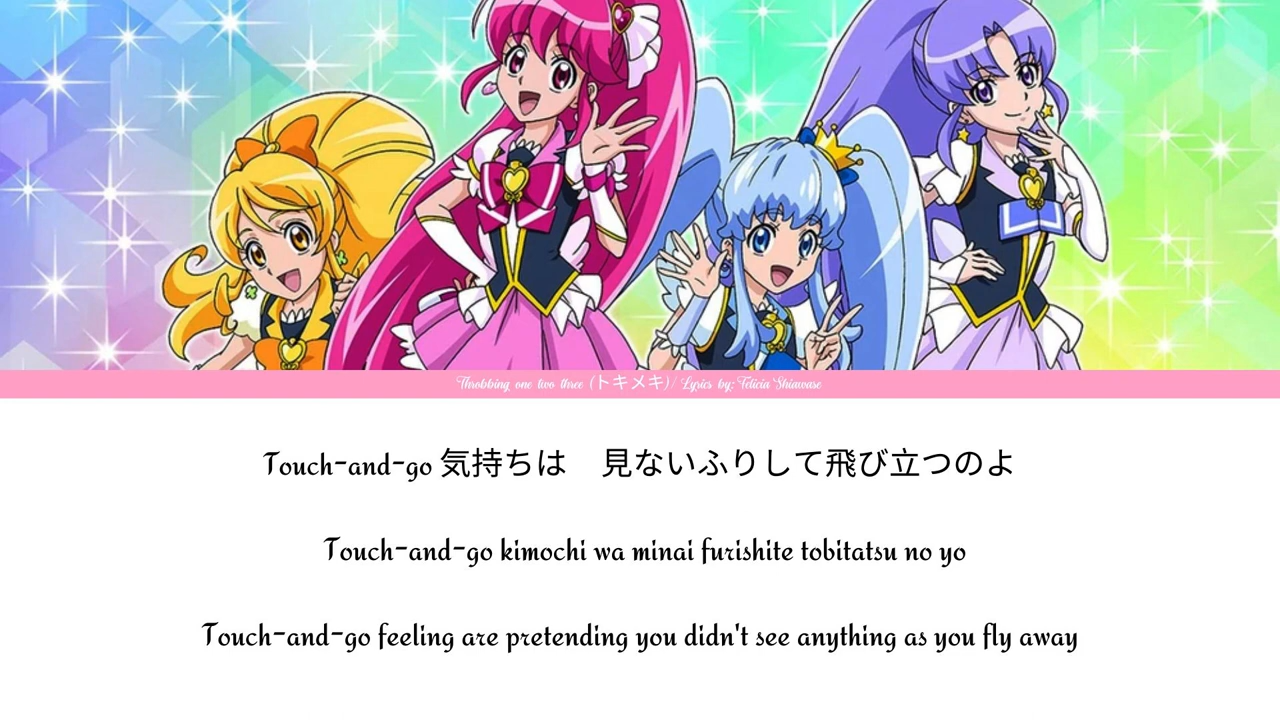 Throbbing one two three (トキメキ)/ Lyrics by: Felicia Shiawase
Touch-and-go 気持ちは　見ないふりして飛び立つのよ
Touch-and-go kimochi wa minai furishite tobitatsu no yo
Touch-and-go feeling are pretending you didn't see anything as you fly away